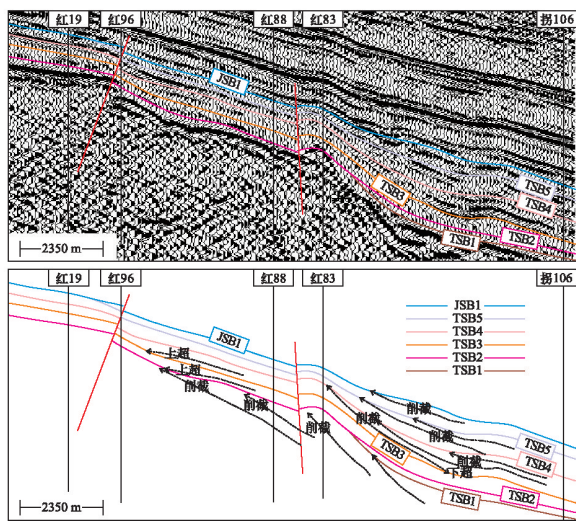 红19 红96 红88 红83 拐106
JSB1
TSB3
TSB5
TSB4
TSB2
TSB1
2350 m
红19 红96 红88 红83 拐106
JSB1
JSB1
TSB5
TSB4
TSB3
TSB2
TSB1
上超
上超
削截
削截
削截
削截
削截
削截
削截
下超
TSB3
TSB5
TSB4
TSB2
TSB1
2350 m